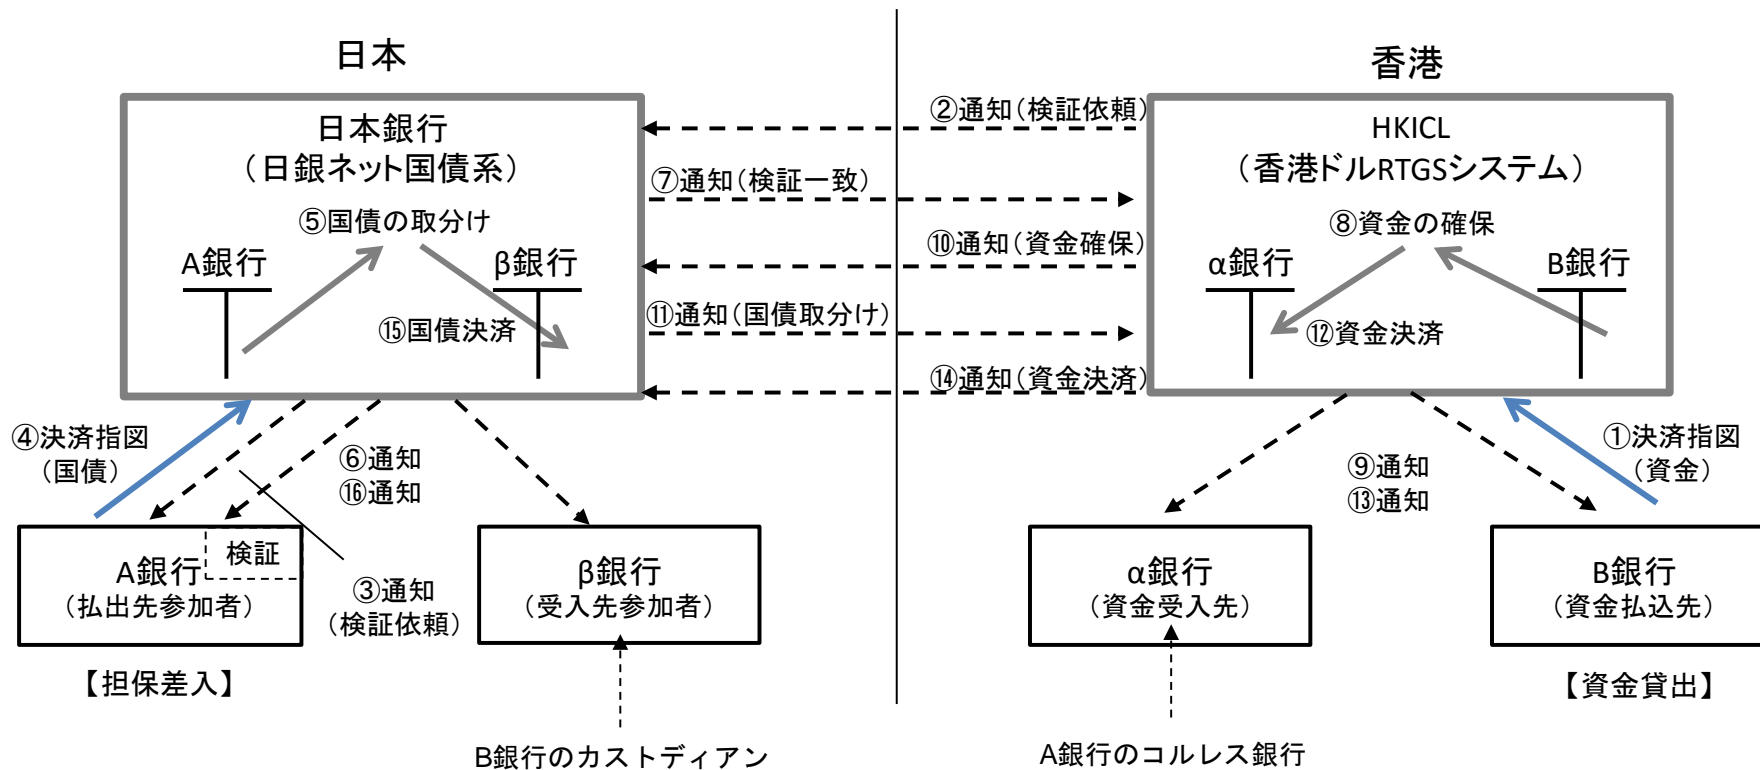 日本
香港
日本銀行
（日銀ネット国債系）
⑤国債の取分け
A銀行
β銀行
⑮国債決済
②通知（検証依頼）
⑦通知（検証一致）
⑩通知（資金確保）
⑪通知（国債取分け）
⑭通知（資金決済）
HKICL
（香港ドルRTGSシステム）
⑧資金の確保
α銀行
B銀行
⑫資金決済
④決済指図
（国債）
⑥通知
⑯通知
③通知
（検証依頼）
⑨通知
⑬通知
①決済指図
（資金）
検証
A銀行
（払出先参加者）
β銀行
（受入先参加者）
α銀行
（資金受入先）
B銀行
（資金払込先）
【担保差入】
【資金貸出】
B銀行のカストディアン
A銀行のコルレス銀行